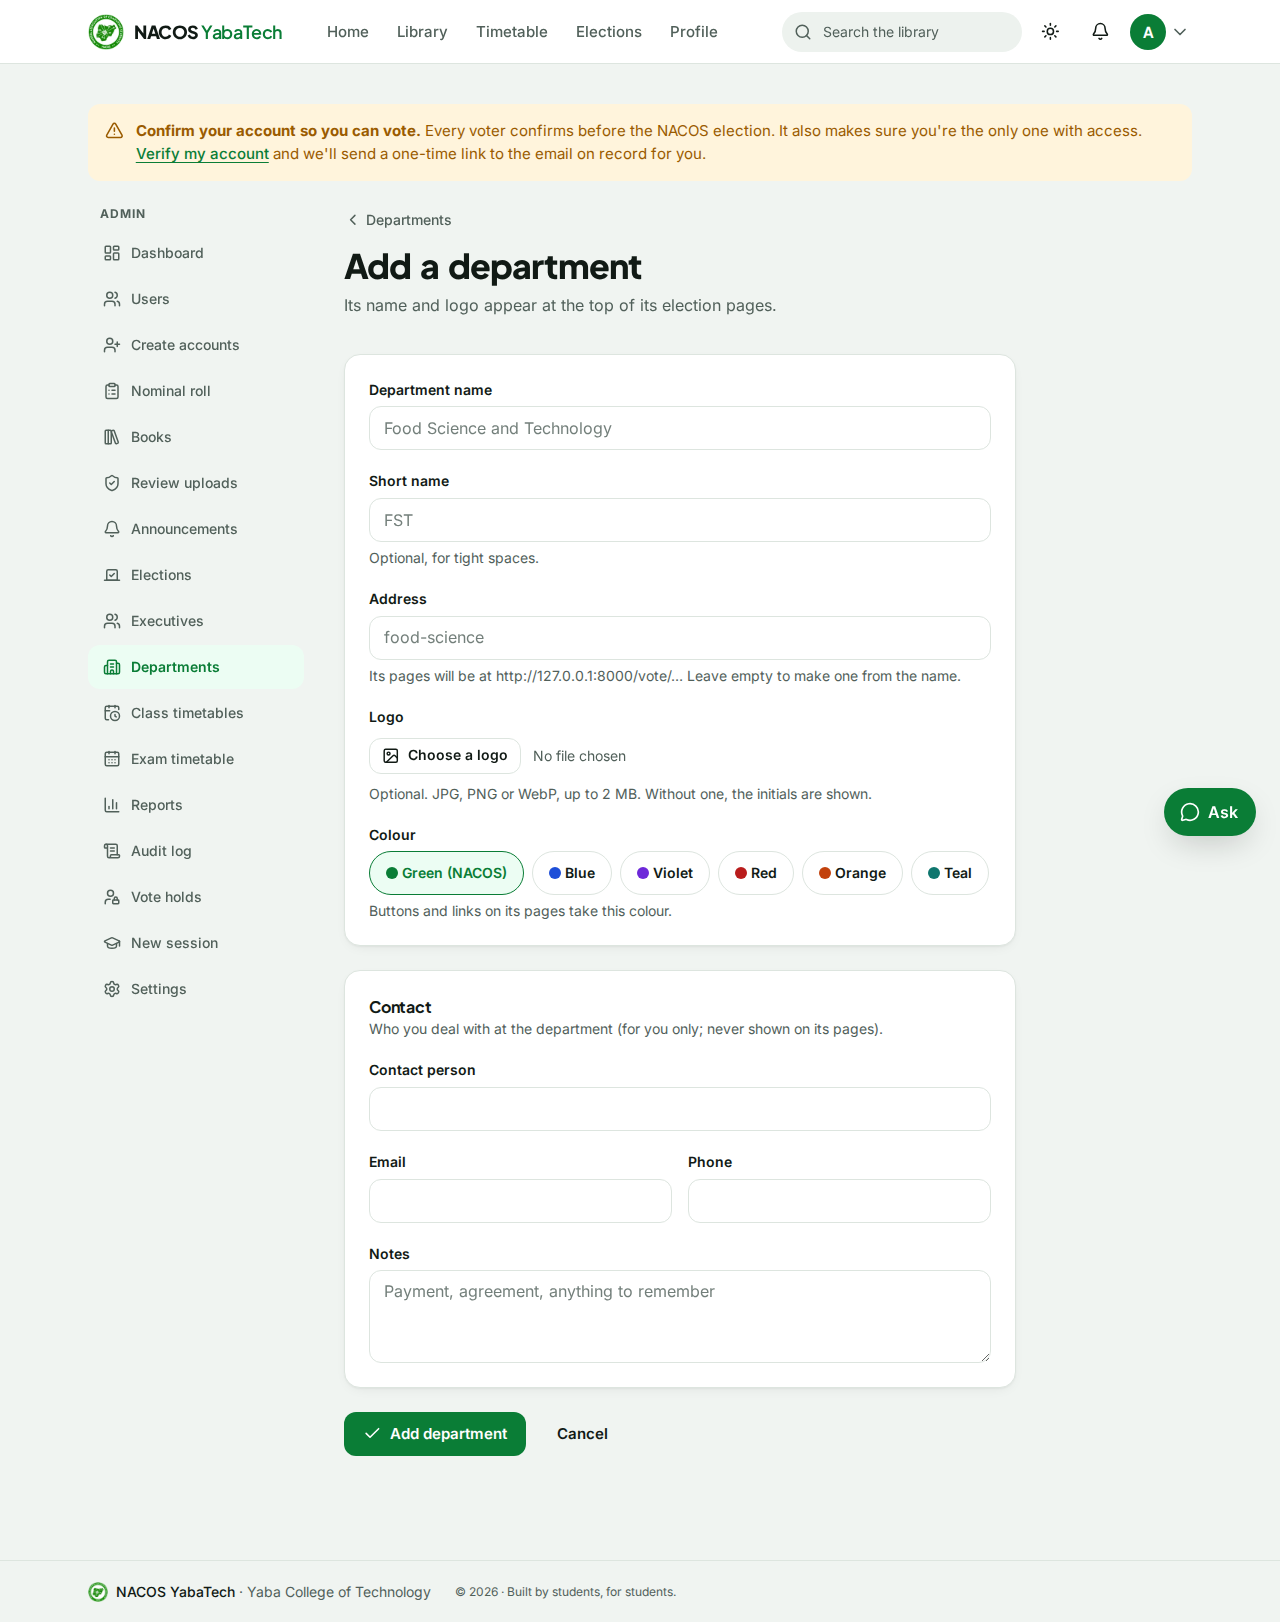 NACOS YabaTech
Home
Library
Timetable
Elections
Profile
Search the library
A
Confirm your account so you can vote. Every voter confirms before the NACOS election. It also makes sure you're the only one with access.
Verify my account and we'll send a one-time link to the email on record for you.
ADMIN
Dashboard
Users
Create accounts
Nominal roll
Books
Review uploads
Announcements
Elections
Executives
Departments
Class timetables
Exam timetable
Reports
Audit log
Vote holds
New session
Settings
Departments
Add a department
Its name and logo appear at the top of its election pages.
Department name
Food Science and Technology
Short name
FST
Optional, for tight spaces.
Address
food-science
Its pages will be at http://127.0.0.1:8000/vote/... Leave empty to make one from the name.
Logo
Choose a logo
No file chosen
Optional. JPG, PNG or WebP, up to 2 MB. Without one, the initials are shown.
Colour
Green (NACOS)
Blue
Violet
Red
Orange
Teal
Buttons and links on its pages take this colour.
Contact
Who you deal with at the department (for you only; never shown on its pages).
Contact person
Email
Phone
Notes
Payment, agreement, anything to remember
Add department
Cancel
Ask
NACOS YabaTech · Yaba College of Technology
© 2026 · Built by students, for students.